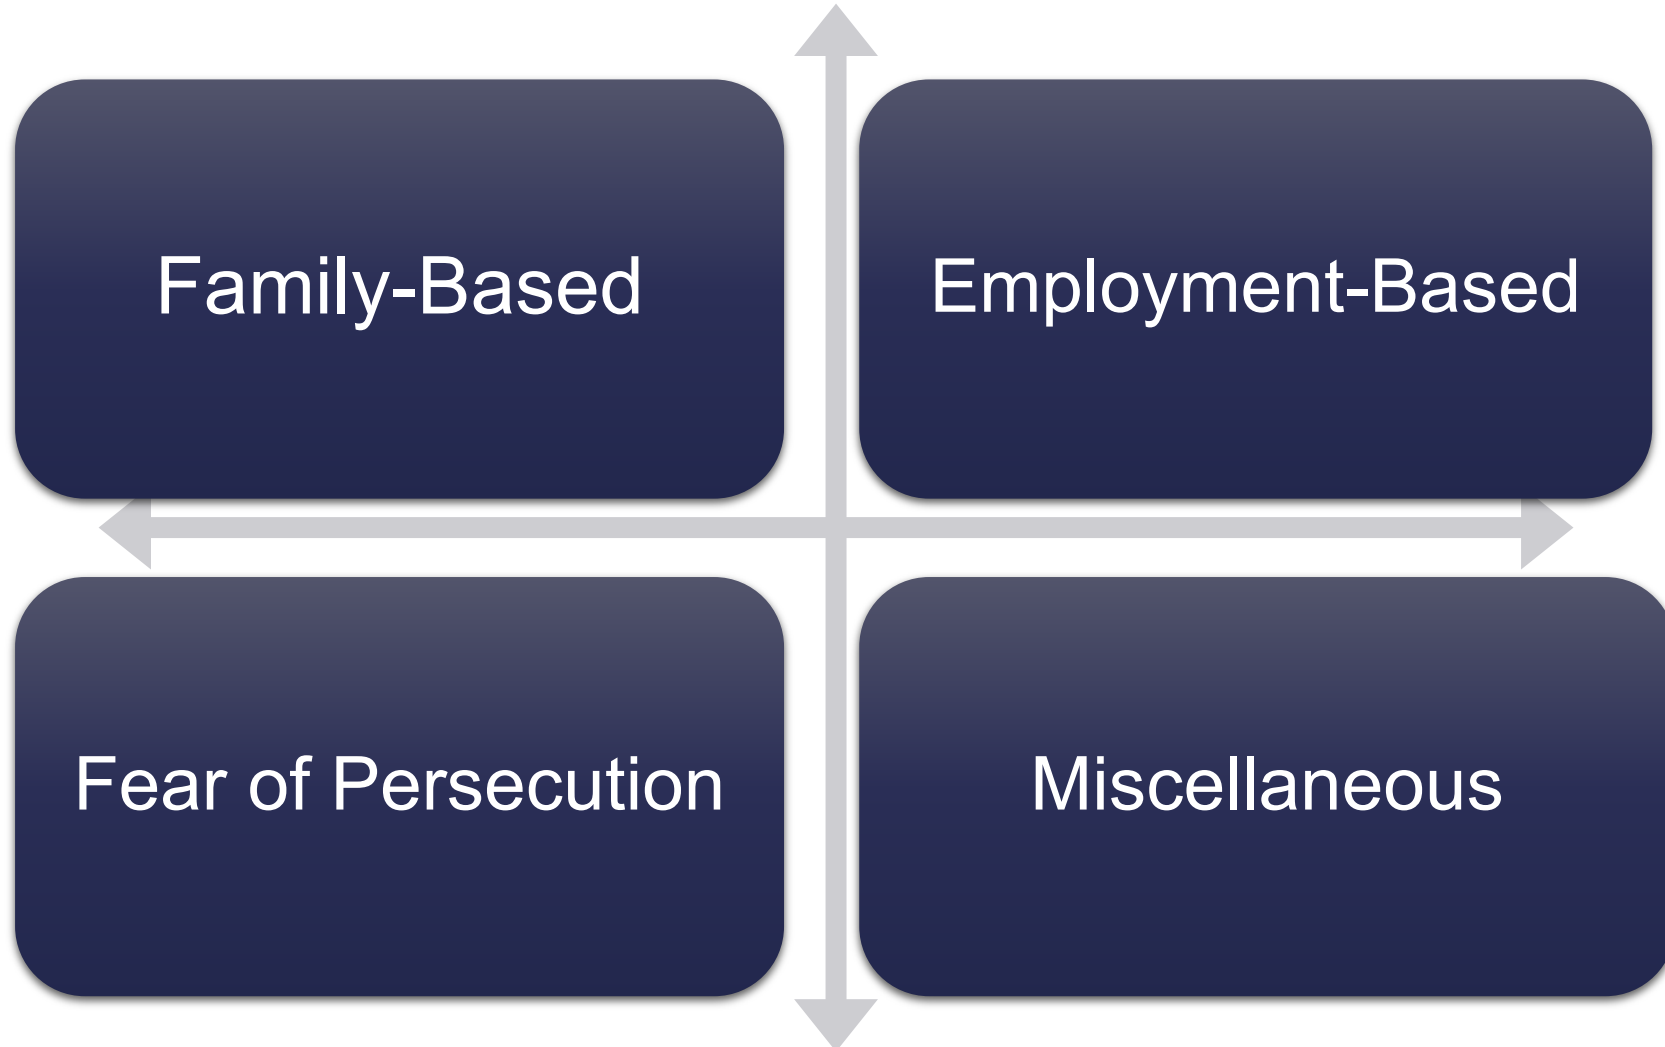 Family-Based
Employment-Based
Fear of Persecution
Miscellaneous